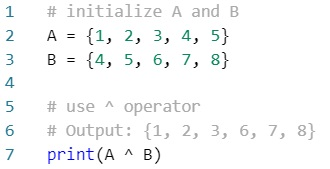 1 # initialize A and B
2 A = {1, 2, 3, 4, 5}
3 B = {4, 5, 6, 7, 8}
4
5 # use ^ operator
6 # Output: {1, 2, 3, 6, 7, 8}
7 print(A ^ B)